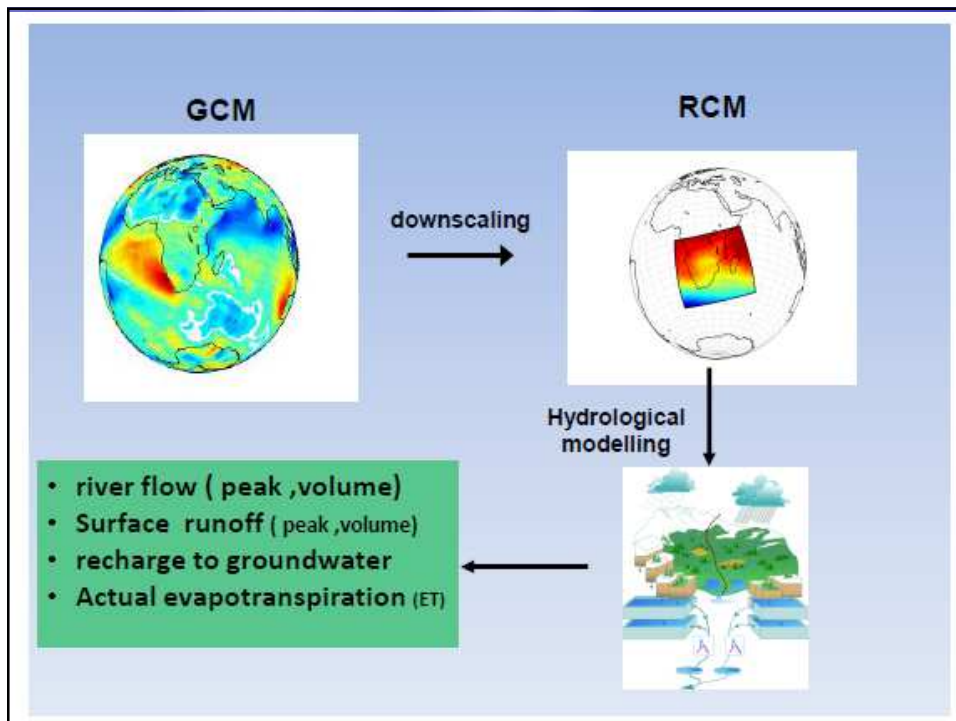 GCM
RCM
downscaling
Hydrological
modelling
• river flow ( peak ,volume)
• Surface runoff ( peak ,volume)
• recharge to groundwater
• Actual evapotranspiration (ET)